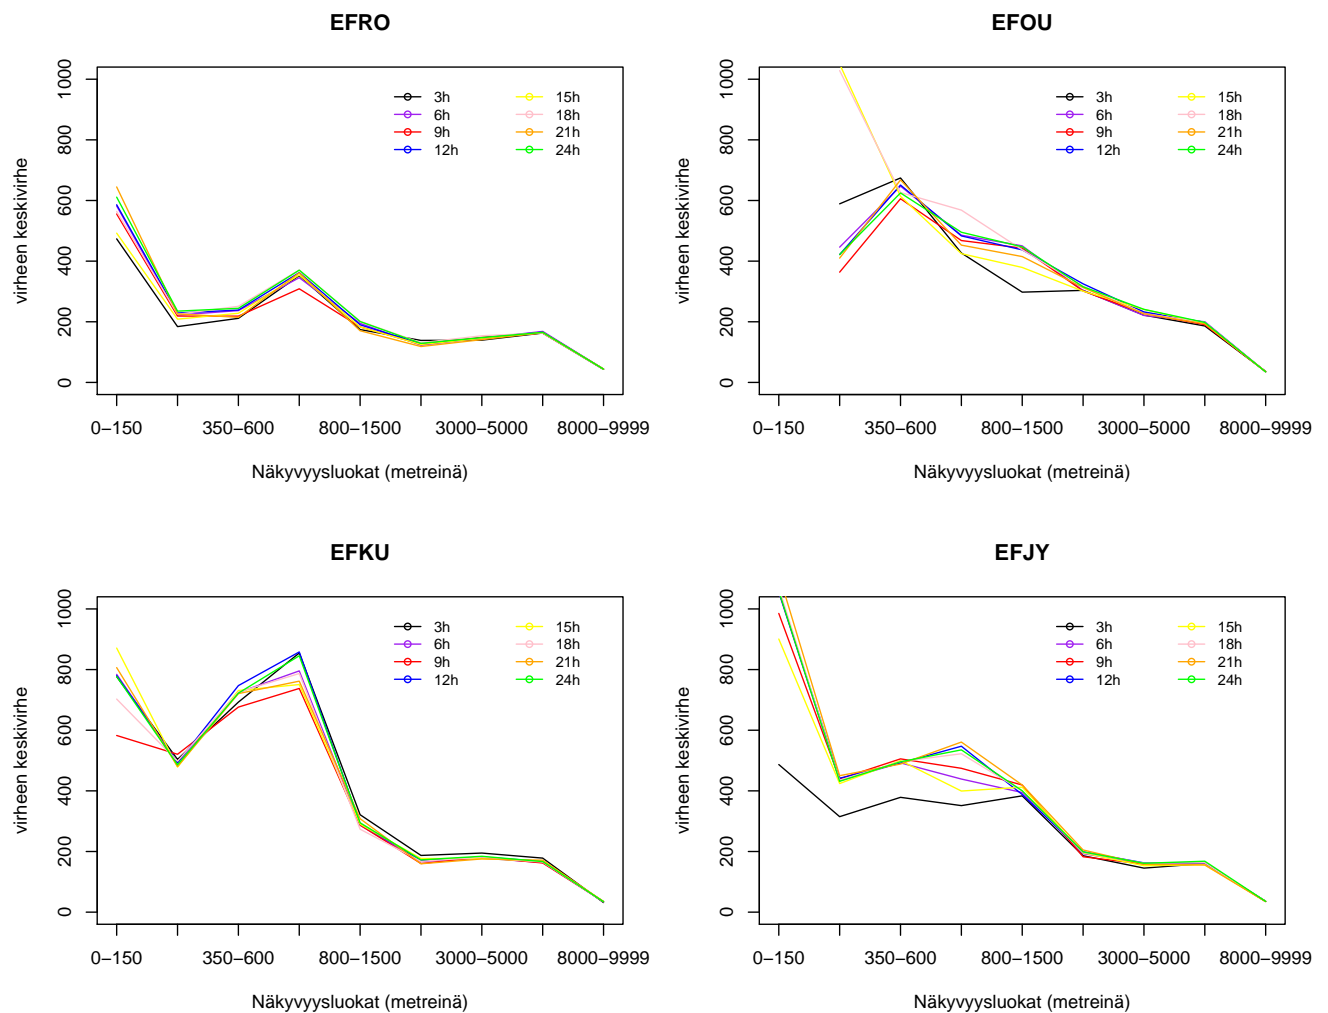 EFRO
virheen keskivirhe
1000
800
600
400
200
0
3h
6h
9h
12h
15h
18h
21h
24h
0−150
350−600
800−1500
3000−5000
8000−9999
Näkyvyysluokat (metreinä)
EFOU
virheen keskivirhe
1000
800
600
400
200
0
3h
6h
9h
12h
15h
18h
21h
24h
0−150
350−600
800−1500
3000−5000
8000−9999
Näkyvyysluokat (metreinä)
EFKU
virheen keskivirhe
1000
800
600
400
200
0
3h
6h
9h
12h
15h
18h
21h
24h
0−150
350−600
800−1500
3000−5000
8000−9999
Näkyvyysluokat (metreinä)
EFJY
virheen keskivirhe
1000
800
600
400
200
0
3h
6h
9h
12h
15h
18h
21h
24h
0−150
350−600
800−1500
3000−5000
8000−9999
Näkyvyysluokat (metreinä)